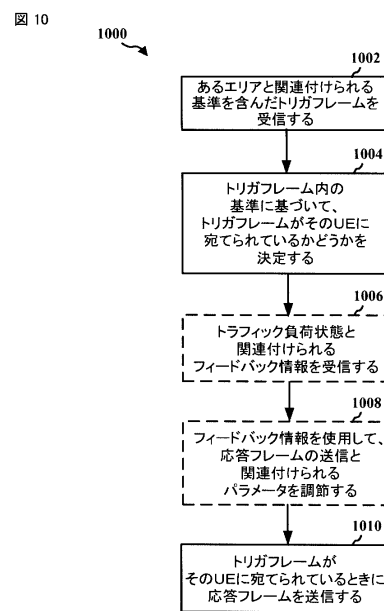 図 10
1000
1002
あるエリアと関連付けられる
基準を含んだトリガフレームを
受信する
1004
トリガフレーム内の
基準に基づいて、
トリガフレームがそのUEに
宛てられているかどうかを
決定する
1006
トラフィック負荷状態と
関連付けられる
フィードバック情報を受信する
1008
フィードバック情報を使用して、
応答フレームの送信と
関連付けられる
パラメータを調節する
1010
トリガフレームが
そのUEに宛てられているときに
応答フレームを送信する